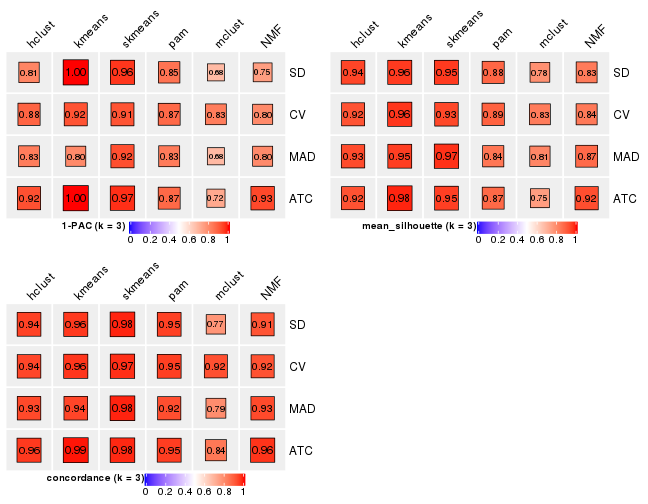 hclust kmeans skmeans pam mclust NMF
0.81 1.00 0.96 0.85 0.68 0.75 SD
0.88 0.92 0.91 0.87 0.83 0.80 CV
0.83 0.80 0.92 0.83 0.68 0.80 MAD
0.92 1.00 0.97 0.87 0.72 0.93 ATC
1-PAC (k = 3)
0 0.2 0.4 0.6 0.8 1
hclust kmeans skmeans pam mclust NMF
0.94 0.96 0.95 0.88 0.78 0.83 SD
0.92 0.96 0.93 0.89 0.83 0.84 CV
0.93 0.95 0.97 0.84 0.81 0.87 MAD
0.92 0.98 0.95 0.87 0.75 0.92 ATC
mean_silhouette (k = 3)
0 0.2 0.4 0.6 0.8 1
hclust kmeans skmeans pam mclust NMF
0.94 0.96 0.98 0.95 0.77 0.91 SD
0.94 0.96 0.97 0.95 0.92 0.92 CV
0.93 0.94 0.98 0.92 0.79 0.93 MAD
0.96 0.99 0.98 0.95 0.84 0.96 ATC
concordance (k = 3)
0 0.2 0.4 0.6 0.8 1